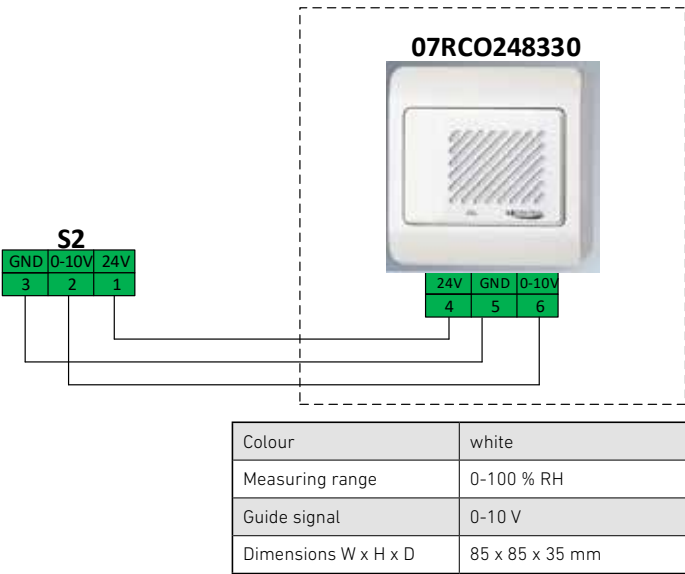 07RCO248330
S2
GND 0-10V 24V
3 2 1
24V GND 0-10V
4 5 6
Colour white
Measuring range 0-100 % RH
Guide signal 0-10 V
Dimensions W x H x D 85 x 85 x 35 mm